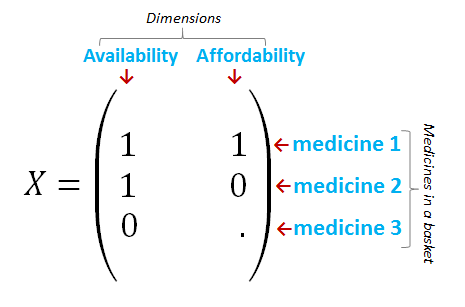 Dimensions
Availability Affordability
↓ ↓
1 1 ← medicine 1
X = 1 0 ← medicine 2
0 . ← medicine 3
Medicines in a basket